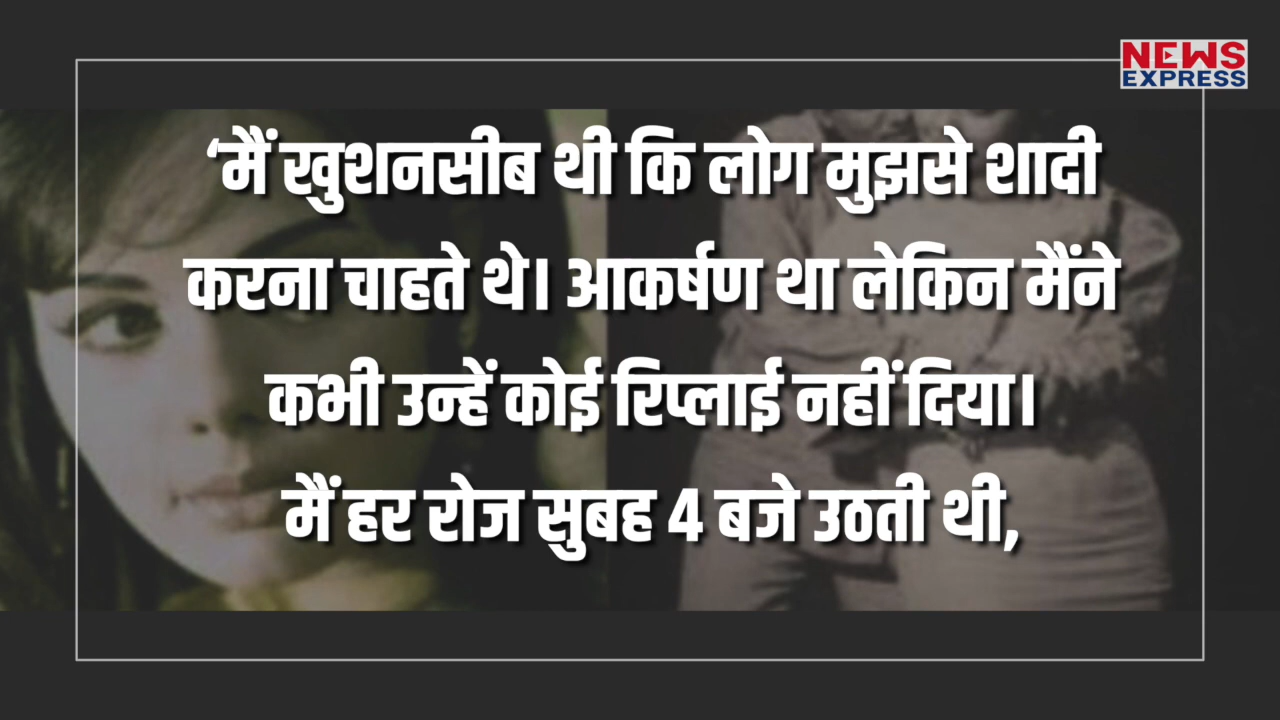 NEWS
EXPRESS
‘मैं खुशनसीब थी कि लोग मुझसे शादी
करना चाहते थे। आकर्षण था लेकिन मैंने
कभी उन्हें कोई रिप्लाई नहीं दिया।
मैं हर रोज सुबह 4 बजे उठती थी,